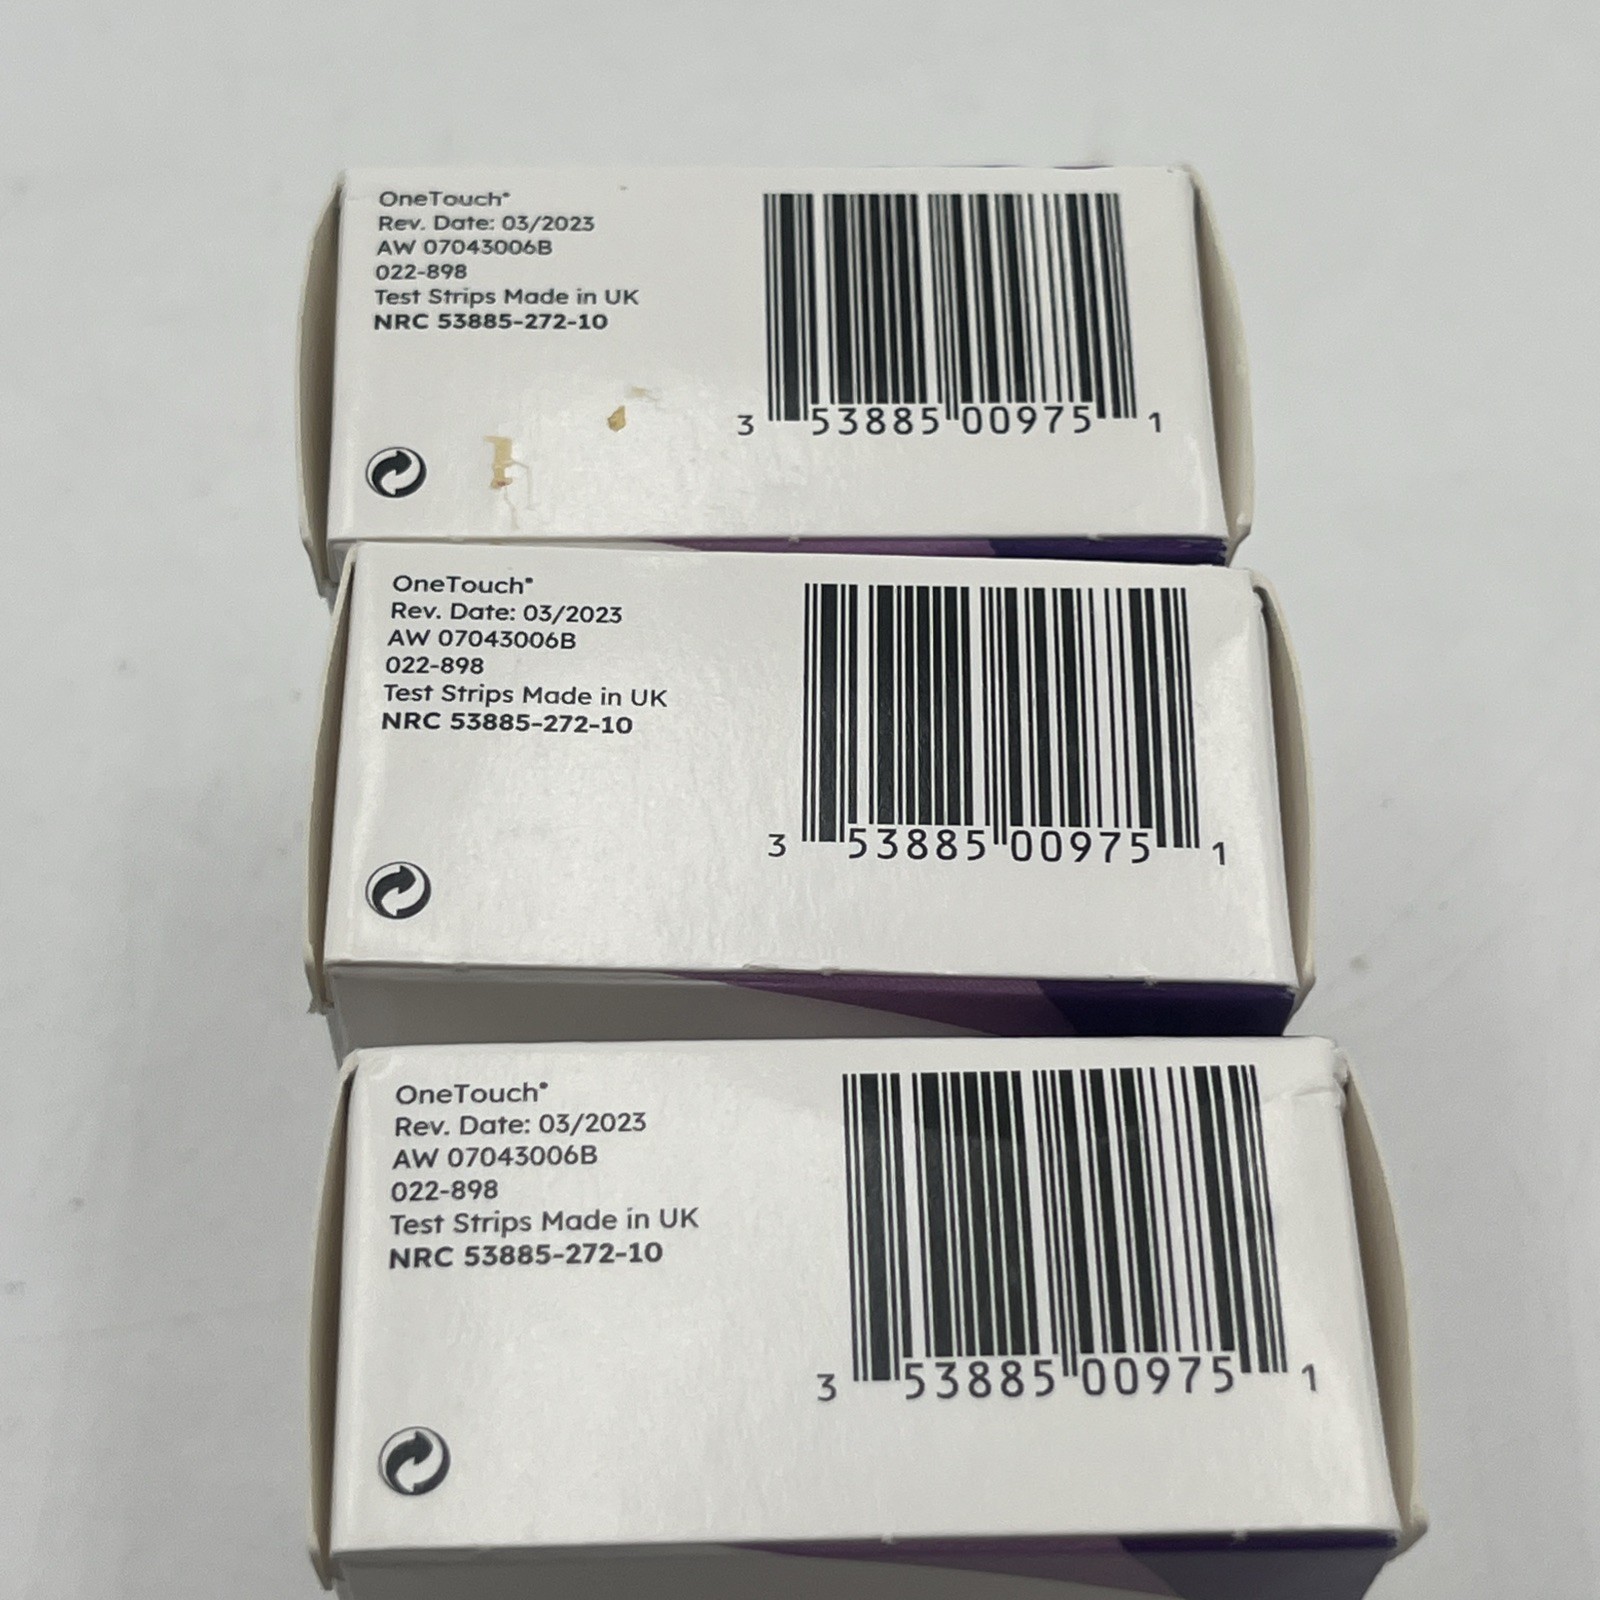 OneTouch®
Rev. Date: 03/2023
AW 07043006B
022-898
Test Strips Made in UK
NRC 53885-272-10
3 53885 00975 1
OneTouch®
Rev. Date: 03/2023
AW 07043006B
022-898
Test Strips Made in UK
NRC 53885-272-10
3 53885 00975 1
OneTouch®
Rev. Date: 03/2023
AW 07043006B
022-898
Test Strips Made in UK
NRC 53885-272-10
3 53885 00975 1